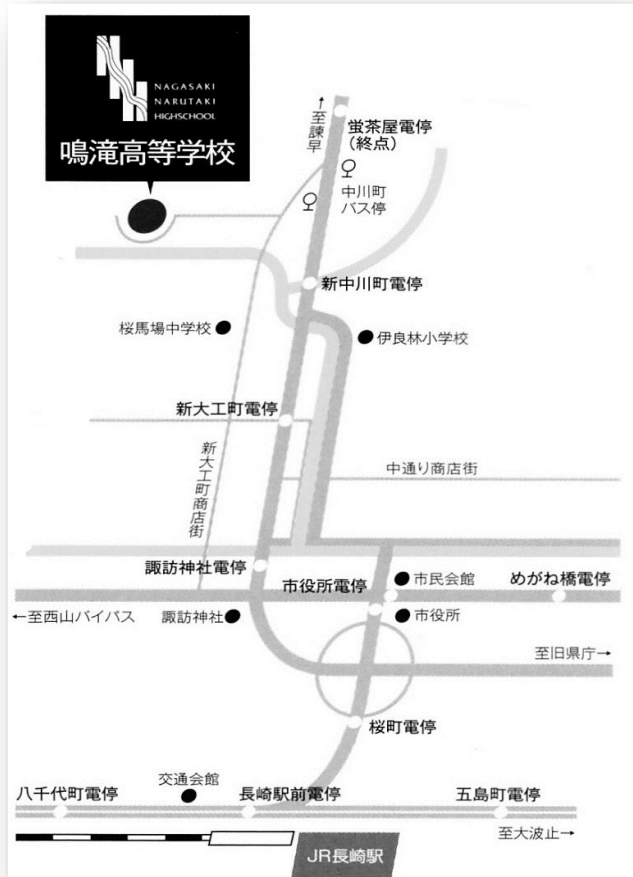 NAGASAKI
NARUTAKI
HIGHSCHOOL
鳴滝高等学校
↑至諫早
蛍茶屋電停
(終点)
中川町
バス停
新中川町電停
桜馬場中学校
伊良林小学校
新大工町電停
新大工町商店街
中通り商店街
諏訪神社電停
市役所電停
市民会館
めがね橋電停
←至西山バイパス
諏訪神社
市役所
至旧県庁→
桜町電停
交通会館
八千代町電停
長崎駅前電停
五島町電停
至大波止→
JR長崎駅